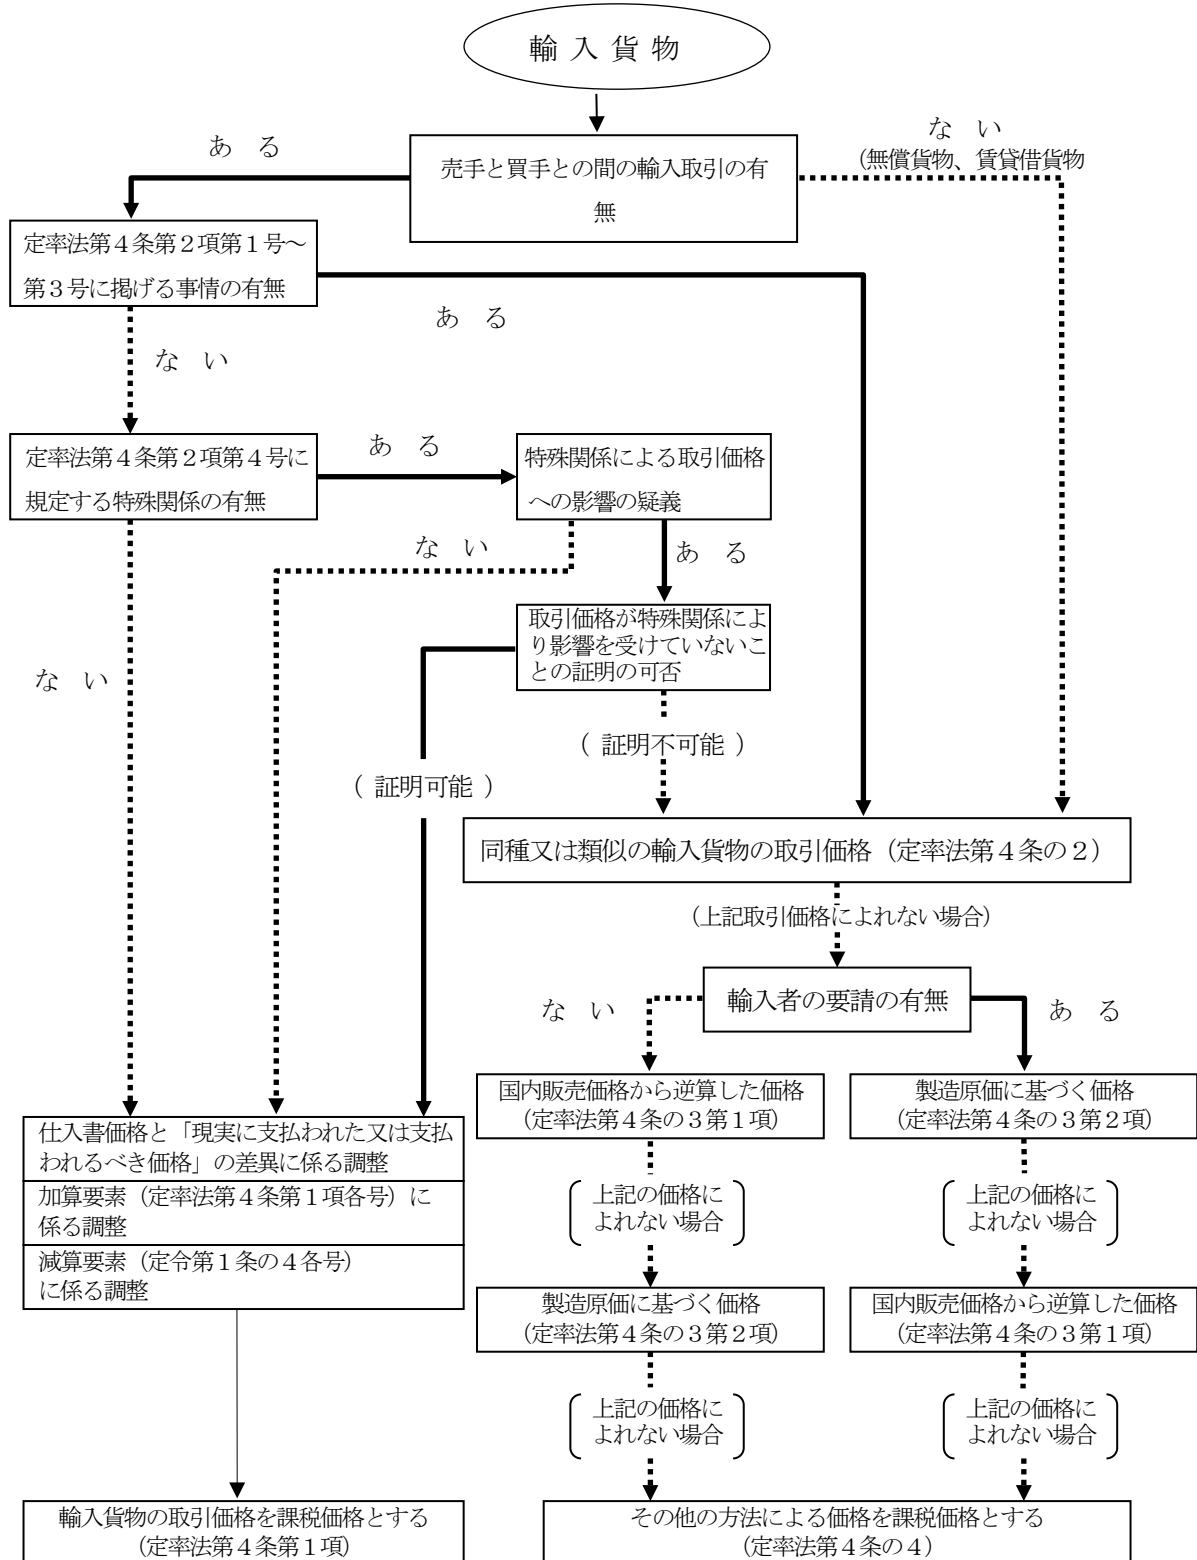 輸 入 貨 物
あ る
売手と買手との間の輸入取引の有
無
な い
（無償貨物、賃貸借貨物
定率法第４条第２項第１号～
第３号に掲げる事情の有無
あ る
な い
定率法第４条第２項第４号に
規定する特殊関係の有無
あ る
特殊関係による取引価格
への影響の疑義
な い
あ る
な い
取引価格が特殊関係によ
り影響を受けていないこ
との証明の可否
（ 証明不可能 ）
（ 証明可能 ）
同種又は類似の輸入貨物の取引価格（定率法第４条の２）
（上記取引価格によれない場合）
輸入者の要請の有無
な い
あ る
国内販売価格から逆算した価格
（定率法第４条の３第１項）
製造原価に基づく価格
（定率法第４条の３第２項）
仕入書価格と「現実に支払われた又は支払
われるべき価格」の差異に係る調整
加算要素（定率法第４条第１項各号）に
係る調整
減算要素（定令第１条の４各号）
に係る調整
上記の価格に
よれない場合
上記の価格に
よれない場合
製造原価に基づく価格
（定率法第４条の３第２項）
国内販売価格から逆算した価格
（定率法第４条の３第１項）
上記の価格に
よれない場合
上記の価格に
よれない場合
輸入貨物の取引価格を課税価格とする
（定率法第４条第１項）
その他の方法による価格を課税価格とする
（定率法第４条の４）